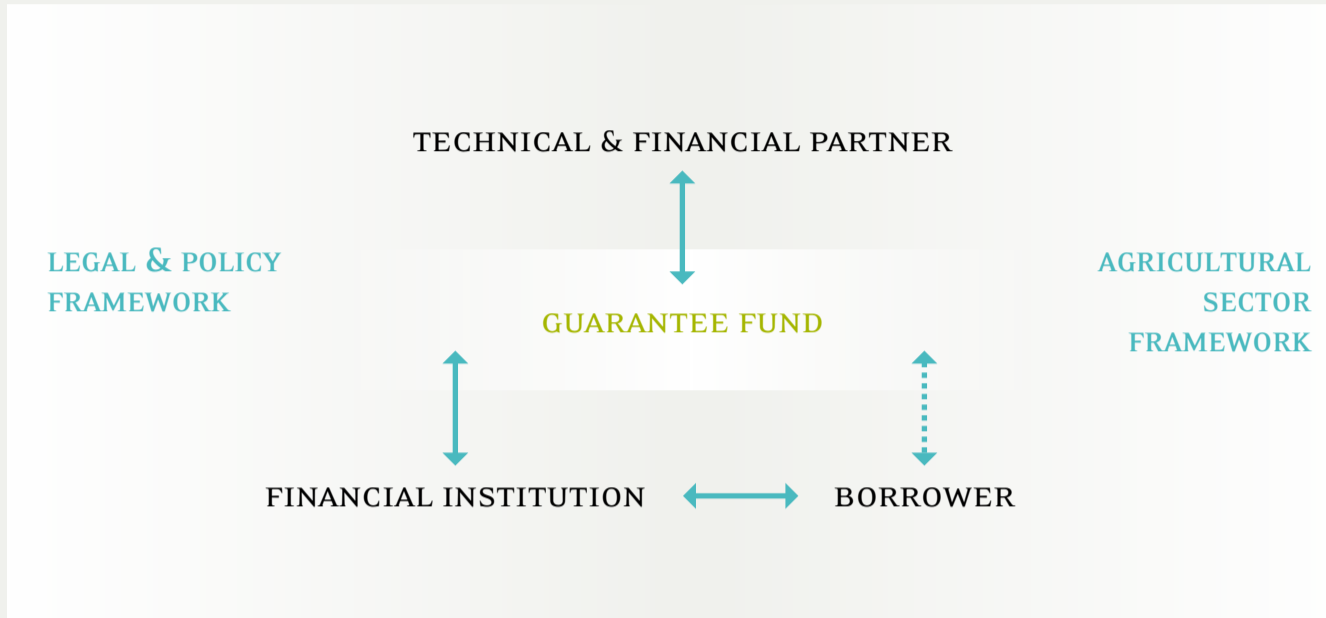 TECHNICAL & FINANCIAL PARTNER
LEGAL & POLICY
FRAMEWORK
AGRICULTURAL
SECTOR
FRAMEWORK
GUARANTEE FUND
FINANCIAL INSTITUTION
BORROWER